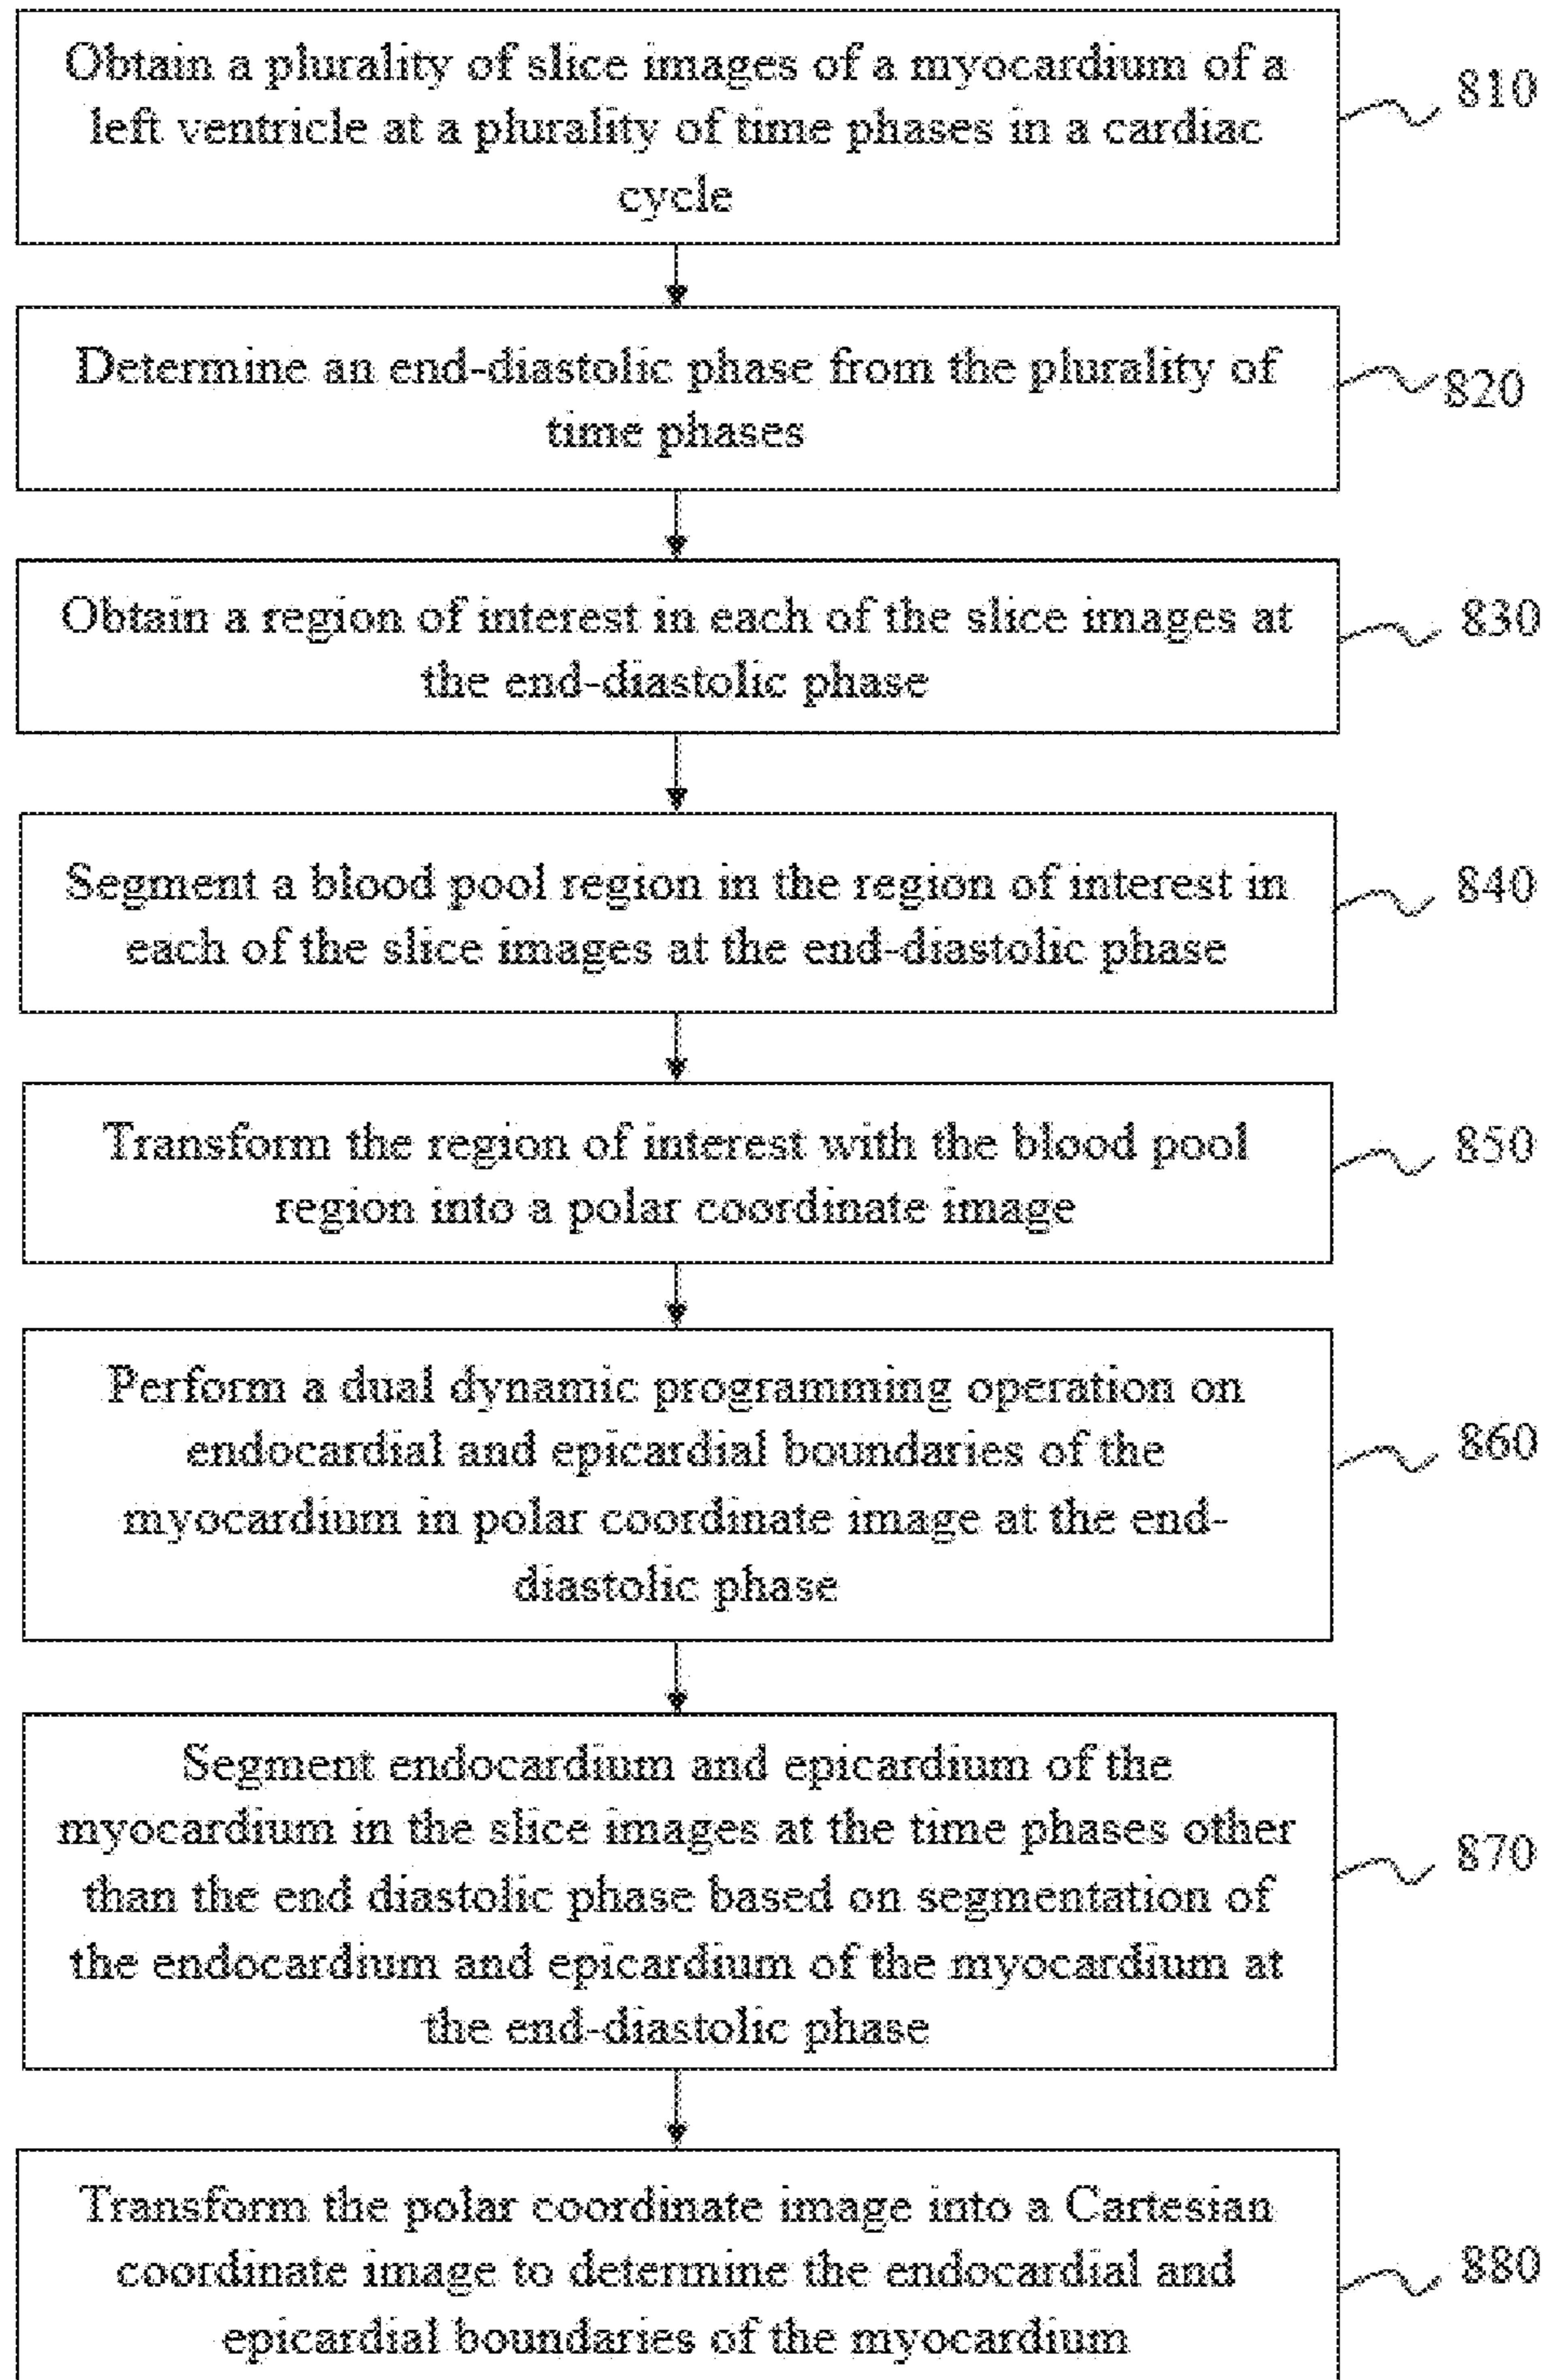 Obtain a plurality of slice images of a myocardium of a
left ventricle at a plurality of time phases in a cardiac
cycle
810
Determine an end-diastolic phase from the plurality of
time phases
820
Obtain a region of interest in each of the slice images at
the end-diastolic phase
830
Segment a blood pool region in the region of interest in
each of the slice images at the end-diastolic phase
840
Transform the region of interest with the blood pool
region into a polar coordinate image
850
Perform a dual dynamic programming operation on
endocardial and epicardial boundaries of the
myocardium in polar coordinate image at the end-
diastolic phase
860
Segment endocardium and epicardium of the
myocardium in the slice images at the time phases other
than the end diastolic phase based on segmentation of
the endocardium and epicardium of the myocardium at
the end-diastolic phase
870
Transform the polar coordinate image into a Cartesian
coordinate image to determine the endocardial and
epicardial boundaries of the myocardium
880